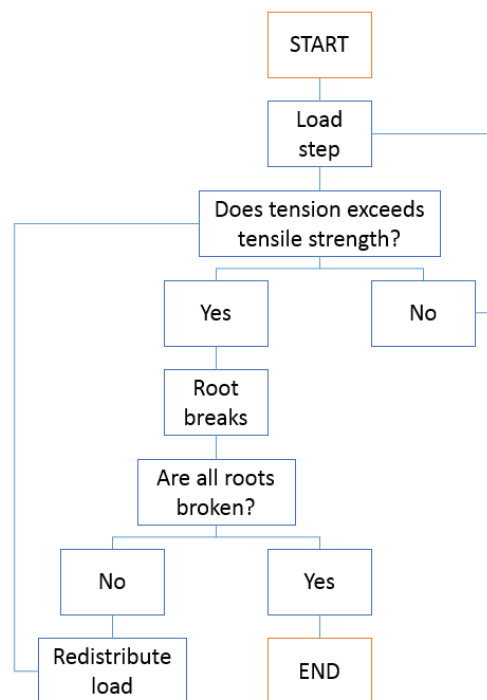 START
Load
step
Does tension exceeds
tensile strength?
Yes
No
Root
breaks
Are all roots
broken?
No
Yes
Redistribute
load
END